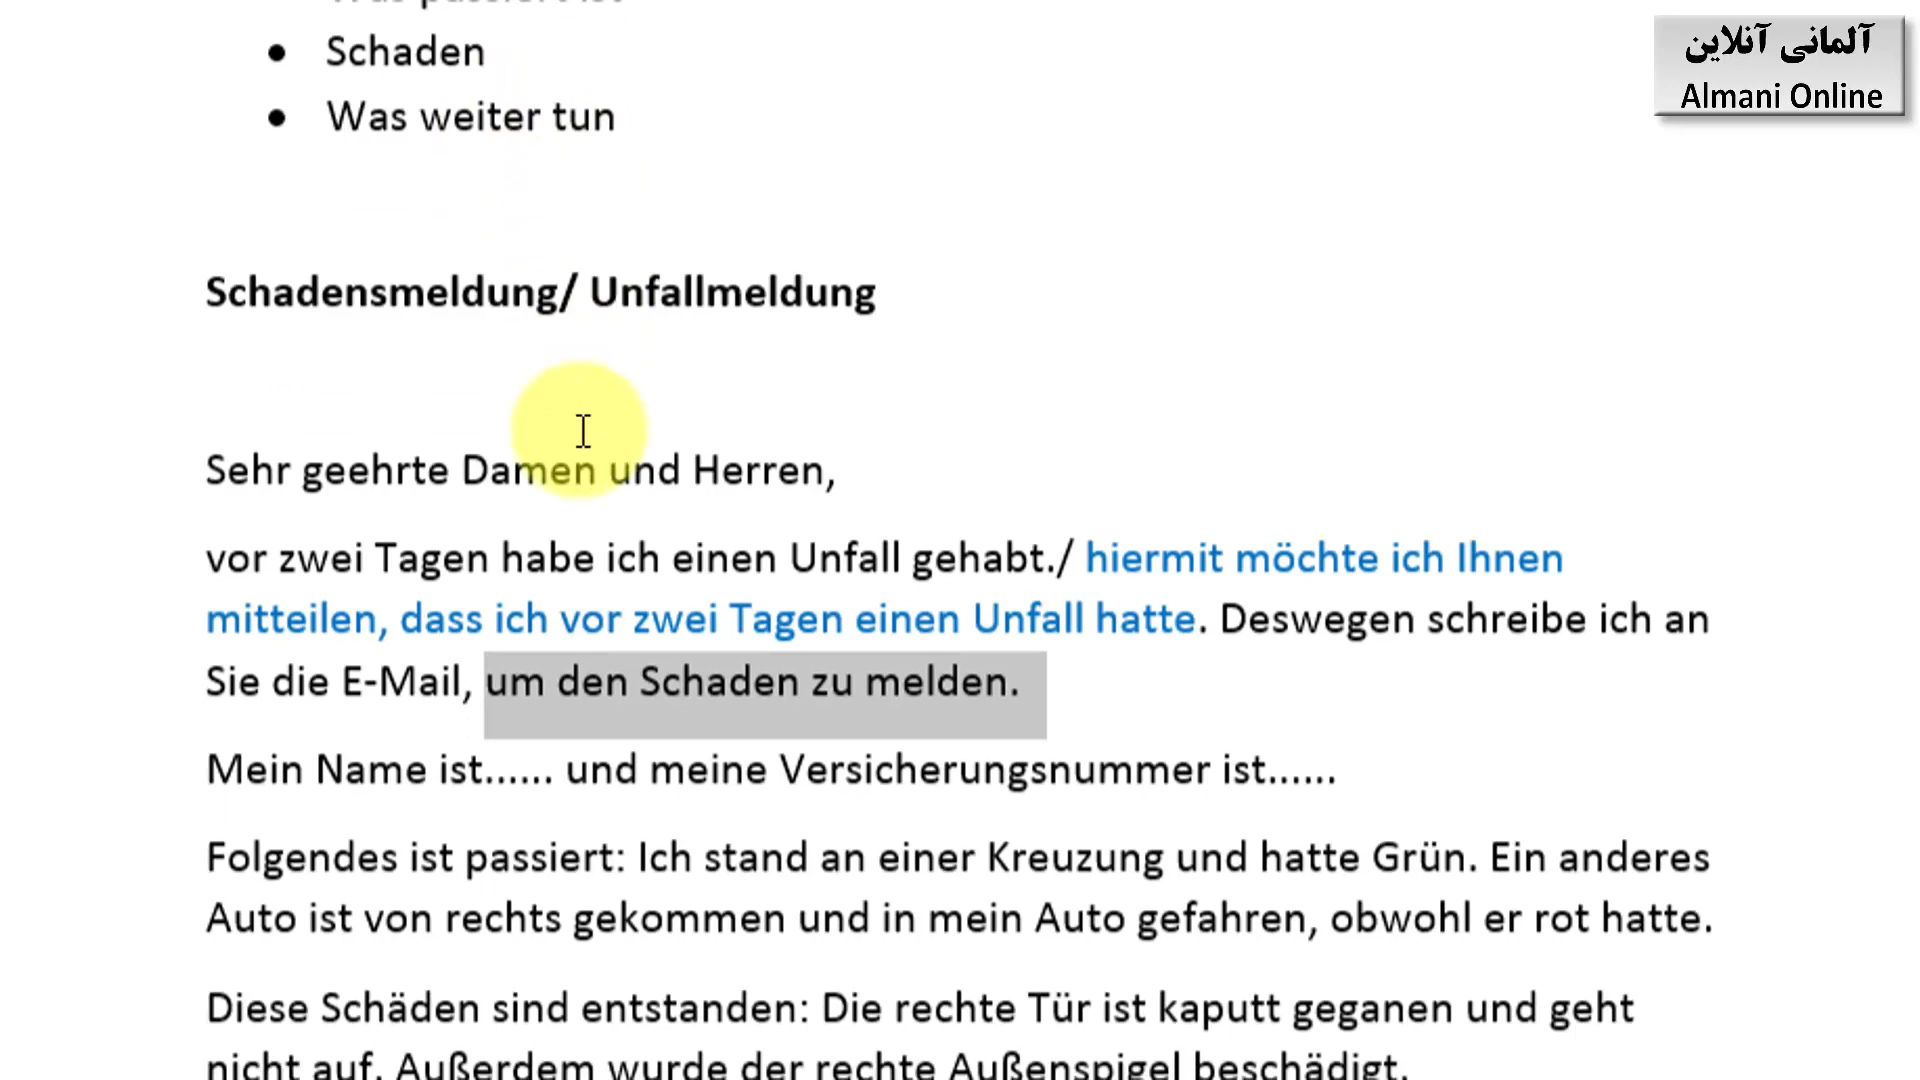 Was passiert ist
آلمانی آنلاین
Almani Online
• Schaden
• Was weiter tun
Schadensmeldung/ Unfallmeldung
Sehr geehrte Damen und Herren,
vor zwei Tagen habe ich einen Unfall gehabt./ hiermit möchte ich Ihnen
mitteilen, dass ich vor zwei Tagen einen Unfall hatte. Deswegen schreibe ich an
Sie die E-Mail, um den Schaden zu melden.
Mein Name ist...... und meine Versicherungsnummer ist......
Folgendes ist passiert: Ich stand an einer Kreuzung und hatte Grün. Ein anderes
Auto ist von rechts gekommen und in mein Auto gefahren, obwohl er rot hatte.
Diese Schäden sind entstanden: Die rechte Tür ist kaputt geganen und geht
nicht auf. Außerdem wurde der rechte Außenspigel beschädigt.